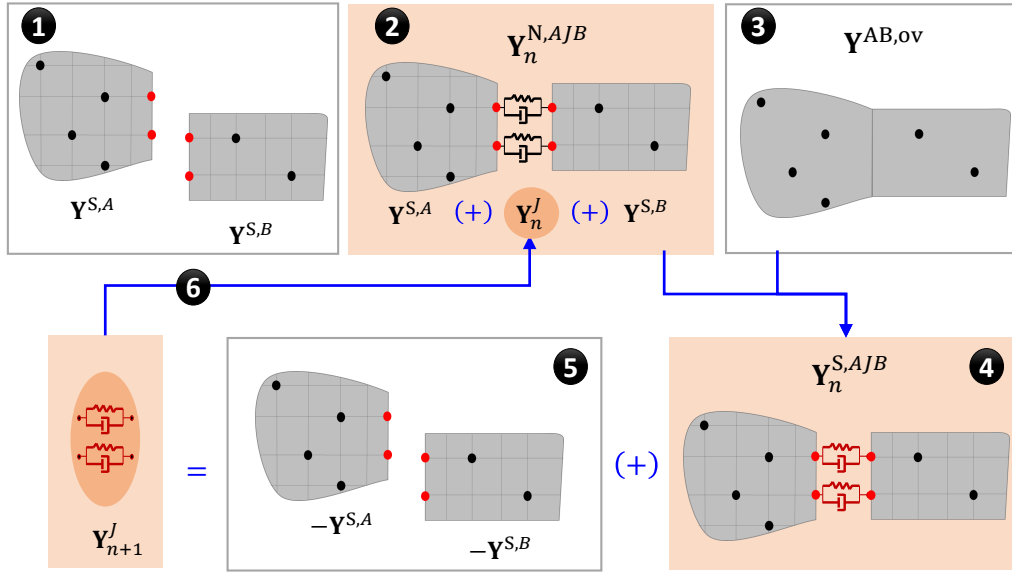 1
𝐘^{S,𝐴}
𝐘^{S,𝐵}
2
𝐘_𝑛^{N,𝐴𝐽𝐵}
𝐘^{S,𝐴} (+) 𝐘_𝑛^𝐽 (+) 𝐘^{S,𝐵}
3
𝐘^{AB,ov}
6
𝐘_{𝑛+1}^𝐽
=
5
−𝐘^{S,𝐴}
−𝐘^{S,𝐵}
(+)
4
𝐘_𝑛^{S,𝐴𝐽𝐵}